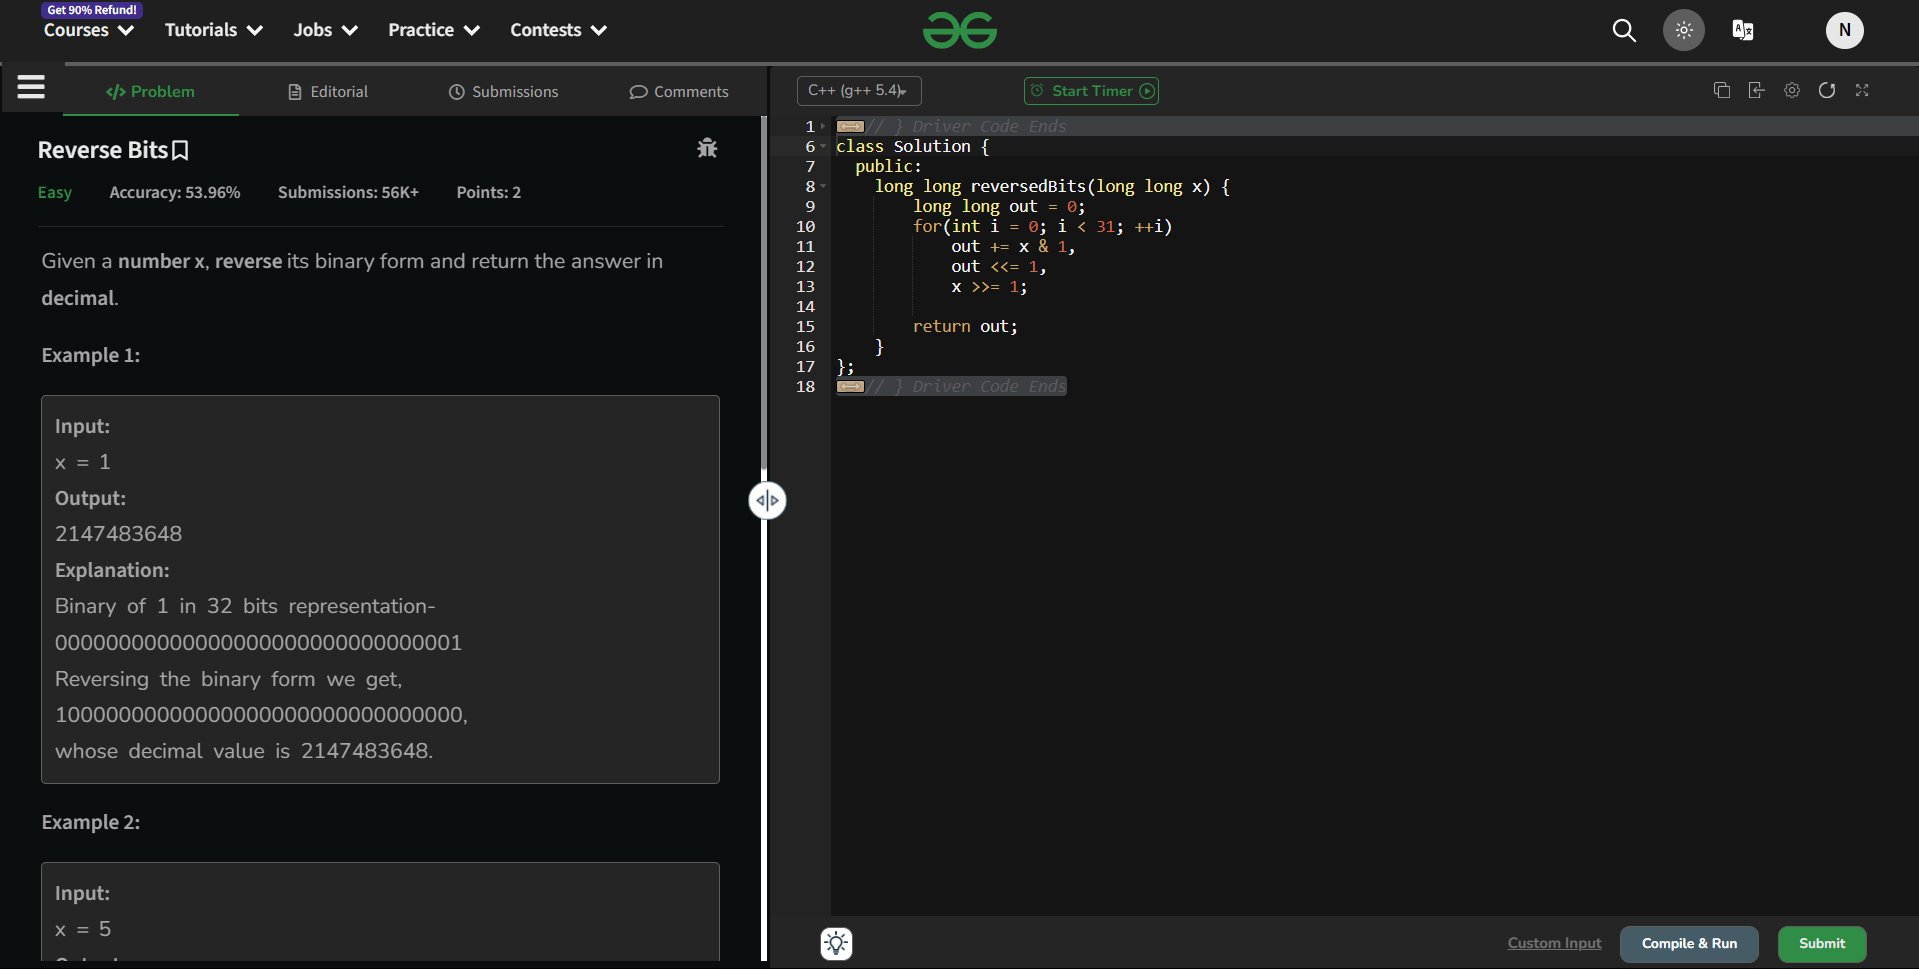 Get 90% Refund!
Courses Tutorials Jobs Practice Contests
N
Problem Editorial Submissions Comments
C++ (g++ 5.4) Start Timer
Reverse Bits
Easy Accuracy: 53.96% Submissions: 56K+ Points: 2
Given a number x, reverse its binary form and return the answer in
decimal.
Example 1:
Input:
x = 1
Output:
2147483648
Explanation:
Binary of 1 in 32 bits representation-
00000000000000000000000000000001
Reversing the binary form we get,
10000000000000000000000000000000,
whose decimal value is 2147483648.
Example 2:
Input:
x = 5
1 // } Driver Code Ends
6 class Solution {
7 public:
8 long long reversedBits(long long x) {
9 long long out = 0;
10 for(int i = 0; i < 31; ++i)
11 out += x & 1,
12 out <<= 1,
13 x >>= 1;
14
15 return out;
16 }
17 };
18 // } Driver Code Ends
Custom Input Compile & Run Submit